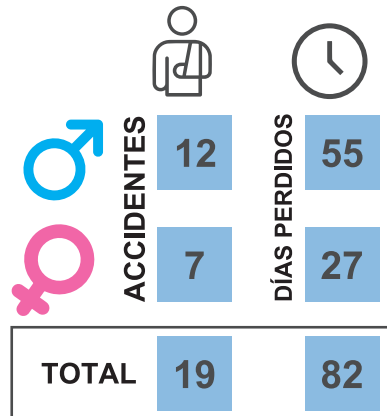 ACCIDENTES
12
DÍAS PERDIDOS
55
7
27
TOTAL
19
82